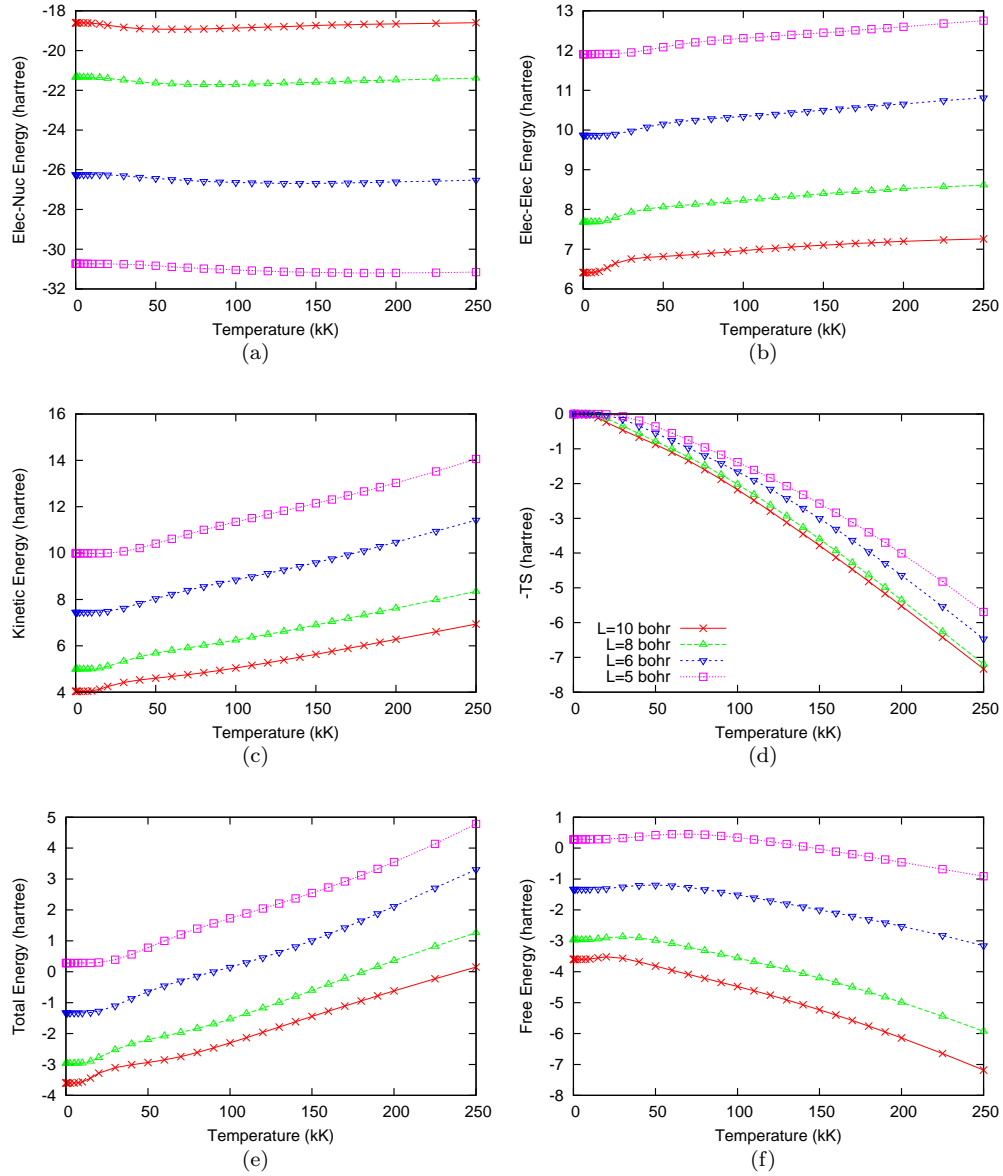 -18
-20
-22
-24
-26
-28
-30
-32
0 50 100 150 200 250
Elec-Nuc Energy (hartree)
Temperature (kK)
(a)
13
12
11
10
9
8
7
6
0 50 100 150 200 250
Elec-Elec Energy (hartree)
Temperature (kK)
(b)
16
14
12
10
8
6
4
0 50 100 150 200 250
Kinetic Energy (hartree)
Temperature (kK)
(c)
0
-1
-2
-3
-4
-5
-6
-7
-8
0 50 100 150 200 250
-TS (hartree)
L=10 bohr
L=8 bohr
L=6 bohr
L=5 bohr
Temperature (kK)
(d)
5
4
3
2
1
0
-1
-2
-3
-4
0 50 100 150 200 250
Total Energy (hartree)
Temperature (kK)
(e)
1
0
-1
-2
-3
-4
-5
-6
-7
-8
0 50 100 150 200 250
Free Energy (hartree)
Temperature (kK)
(f)